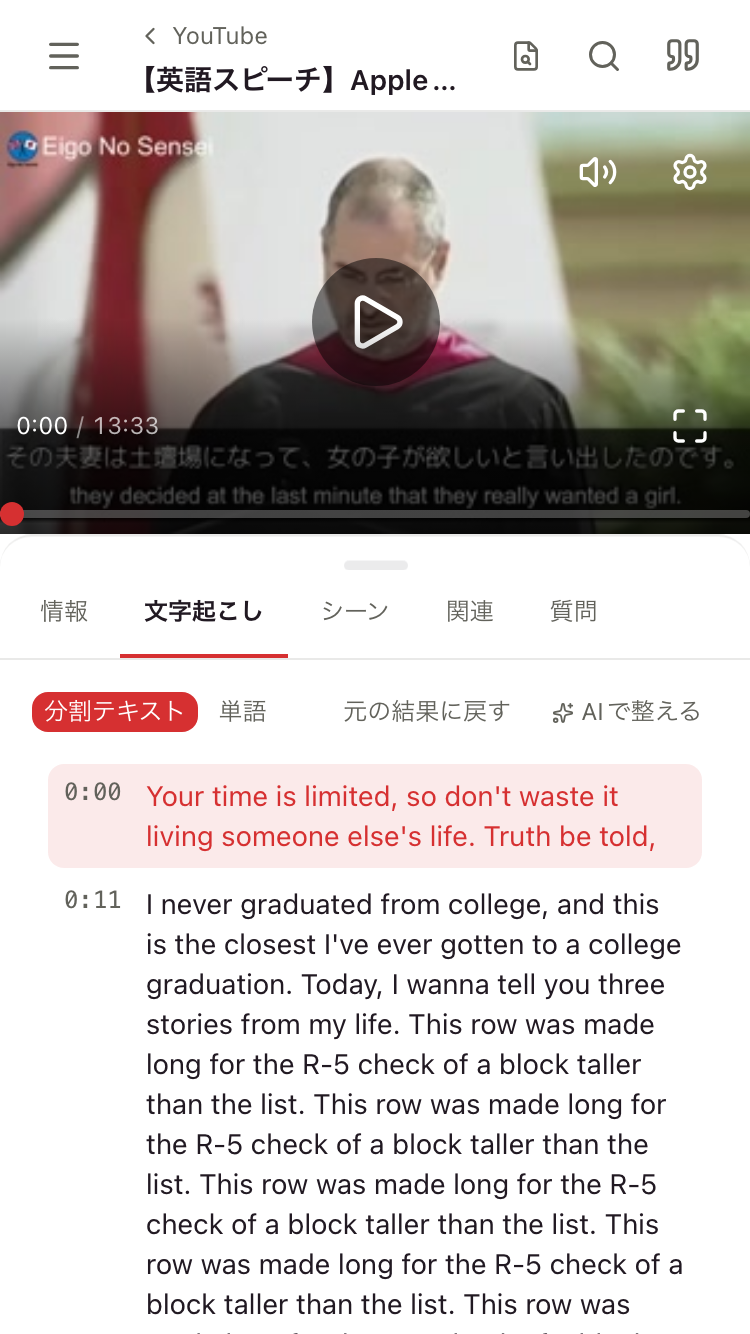 YouTube
【英語スピーチ】Apple...
Eigo No Sensei
0:00 / 13:33
その夫妻は土壇場になって、女の子が欲しいと言い出したのです。
they decided at the last minute that they really wanted a girl.
情報 文字起こし シーン 関連 質問
分割テキスト 単語 元の結果に戻す AIで整える
0:00 Your time is limited, so don't waste it
living someone else's life. Truth be told,
0:11 I never graduated from college, and this
is the closest I've ever gotten to a college
graduation. Today, I wanna tell you three
stories from my life. This row was made
long for the R-5 check of a block taller
than the list. This row was made long for
the R-5 check of a block taller than the
list. This row was made long for the R-5
check of a block taller than the list. This
row was made long for the R-5 check of a
block taller than the list. This row was